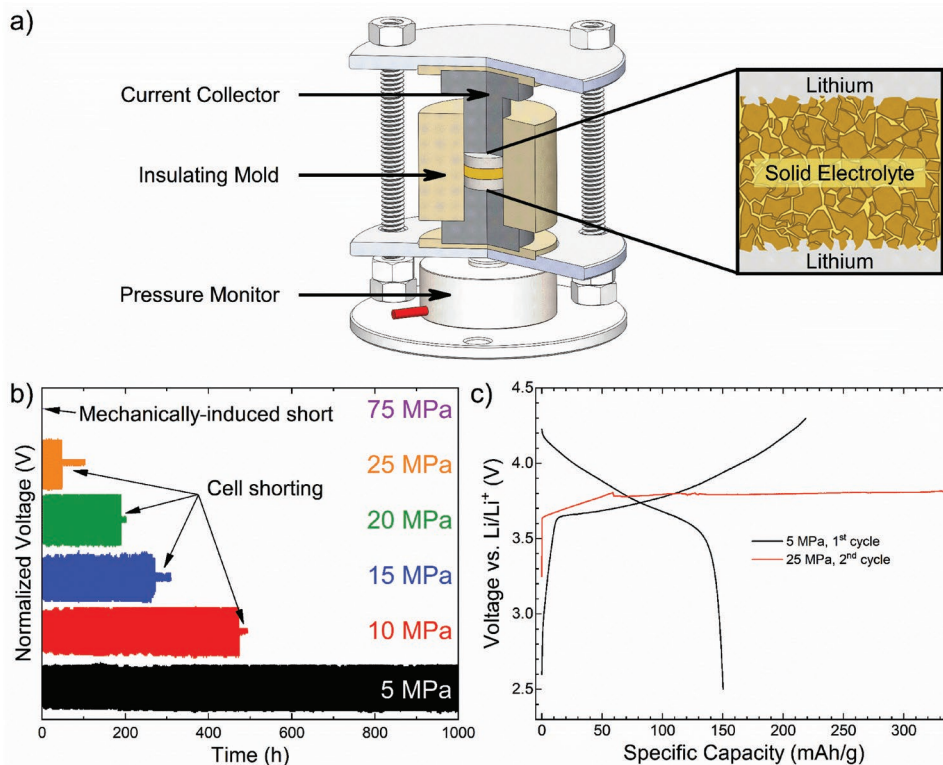 a)
Current Collector
Insulating Mold
Pressure Monitor
Lithium
Solid Electrolyte
Lithium
b)
Mechanically-induced short
75 MPa
25 MPa
Cell shorting
20 MPa
15 MPa
10 MPa
5 MPa
Normalized Voltage (V)
0 200 400 600 800 1000
Time (h)
c)
4.5
4.0
3.5
3.0
2.5
Voltage vs. Li/Li⁺ (V)
5 MPa, 1st cycle
25 MPa, 2nd cycle
0 50 100 150 200 250 300
Specific Capacity (mAh/g)